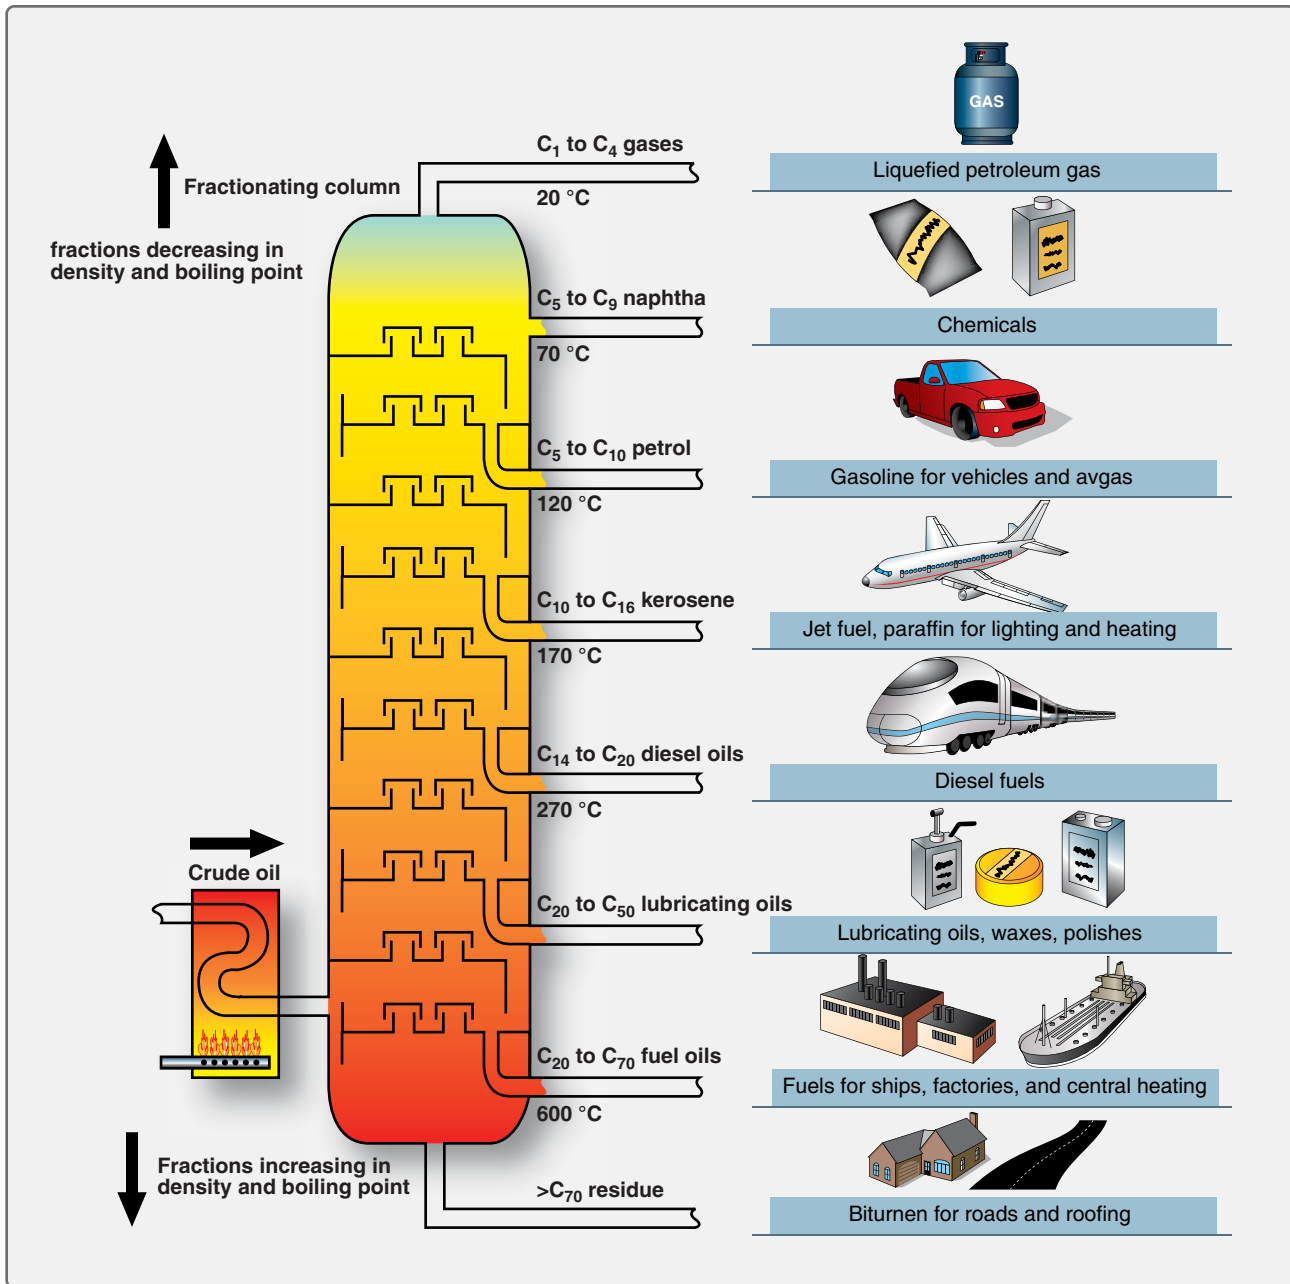 GAS
C₁ to C₄ gases
Fractionating column
20 °C
Liquefied petroleum gas
fractions decreasing in
density and boiling point
C₅ to C₉ naphtha
70 °C
Chemicals
C₅ to C₁₀ petrol
120 °C
Gasoline for vehicles and avgas
C₁₀ to C₁₆ kerosene
170 °C
Jet fuel, paraffin for lighting and heating
C₁₄ to C₂₀ diesel oils
270 °C
Diesel fuels
Crude oil
C₂₀ to C₅₀ lubricating oils
Lubricating oils, waxes, polishes
C₂₀ to C₇₀ fuel oils
600 °C
Fuels for ships, factories, and central heating
Fractions increasing in
density and boiling point
>C₇₀ residue
Biturnen for roads and roofing